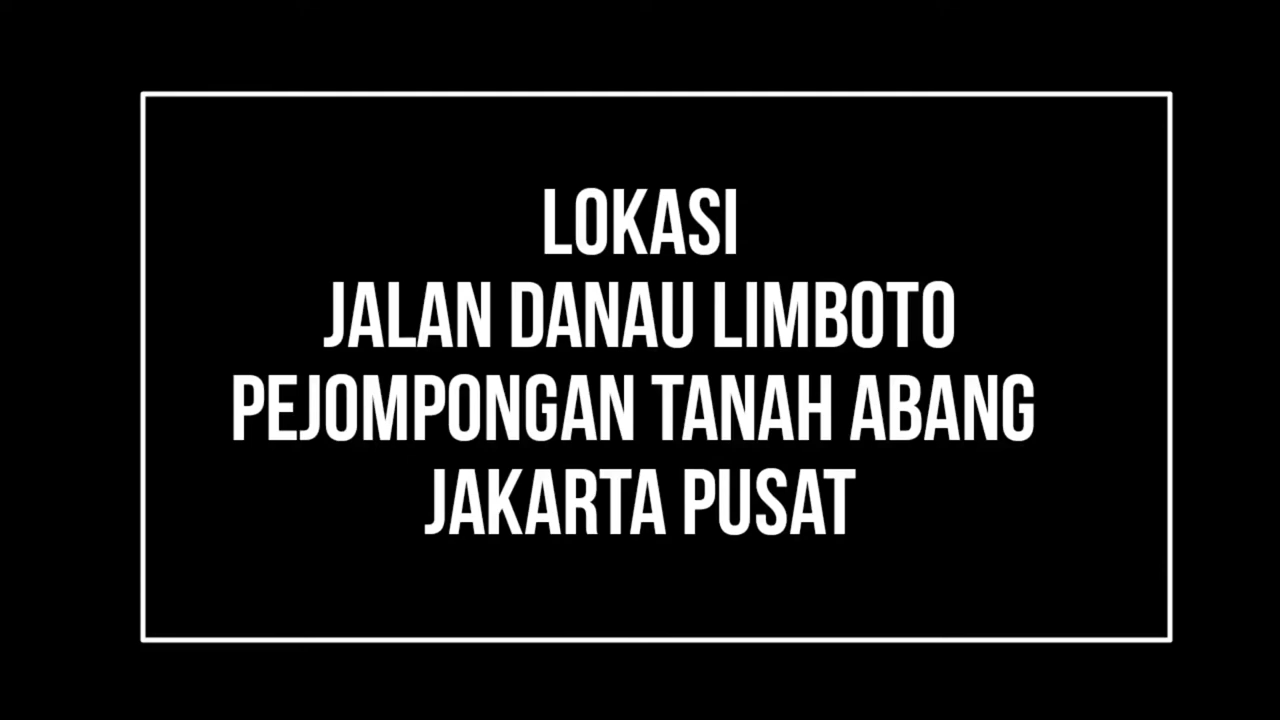 LOKASI
JALAN DANAU LIMBOTO
PEJOMPONGAN TANAH ABANG
JAKARTA PUSAT